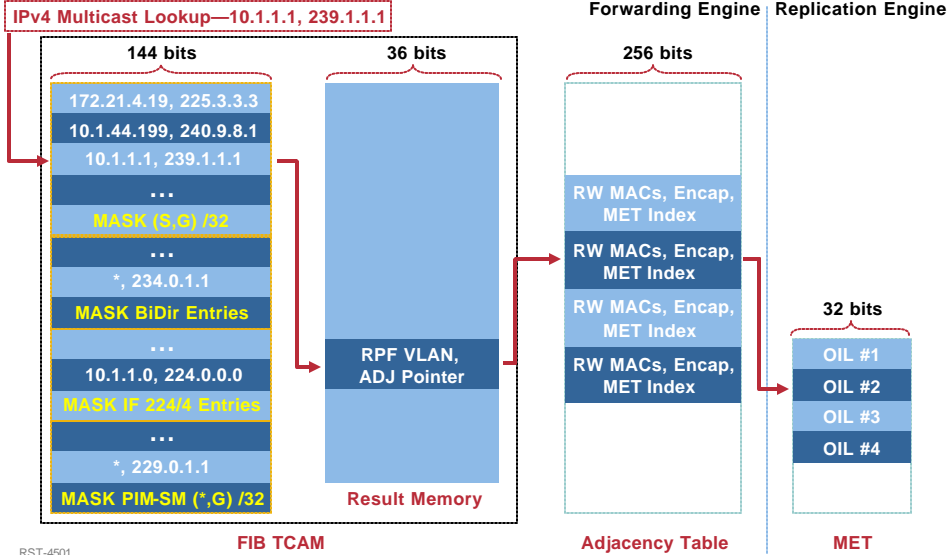 IPv4 Multicast Lookup—10.1.1.1, 239.1.1.1
Forwarding Engine
Replication Engine
144 bits
36 bits
256 bits
172.21.4.19, 225.3.3.3
10.1.44.199, 240.9.8.1
10.1.1.1, 239.1.1.1
...
MASK (S,G) /32
...
*, 234.0.1.1
MASK BiDir Entries
...
10.1.1.0, 224.0.0.0
MASK IF 224/4 Entries
...
*, 229.0.1.1
MASK PIM-SM (*,G) /32
RPF VLAN,
ADJ Pointer
Result Memory
RW MACs, Encap,
MET Index
RW MACs, Encap,
MET Index
RW MACs, Encap,
MET Index
RW MACs, Encap,
MET Index
32 bits
OIL #1
OIL #2
OIL #3
OIL #4
FIB TCAM
Adjacency Table
MET
RST-4501